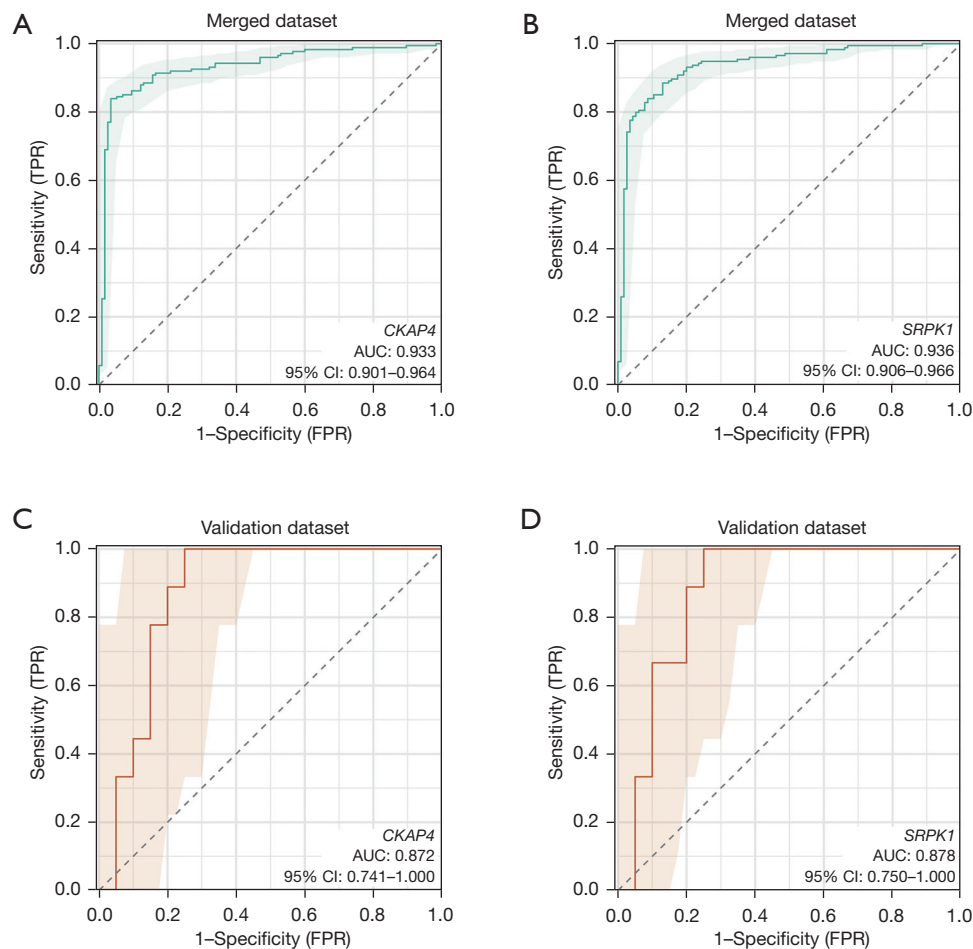 A
Merged dataset
Sensitivity (TPR)
1.0
0.8
0.6
0.4
0.2
0.0
CKAP4
AUC: 0.933
95% CI: 0.901–0.964
0.0 0.2 0.4 0.6 0.8 1.0
1–Specificity (FPR)
B
Merged dataset
Sensitivity (TPR)
1.0
0.8
0.6
0.4
0.2
0.0
SRPK1
AUC: 0.936
95% CI: 0.906–0.966
0.0 0.2 0.4 0.6 0.8 1.0
1–Specificity (FPR)
C
Validation dataset
Sensitivity (TPR)
1.0
0.8
0.6
0.4
0.2
0.0
CKAP4
AUC: 0.872
95% CI: 0.741–1.000
0.0 0.2 0.4 0.6 0.8 1.0
1–Specificity (FPR)
D
Validation dataset
Sensitivity (TPR)
1.0
0.8
0.6
0.4
0.2
0.0
SRPK1
AUC: 0.878
95% CI: 0.750–1.000
0.0 0.2 0.4 0.6 0.8 1.0
1–Specificity (FPR)